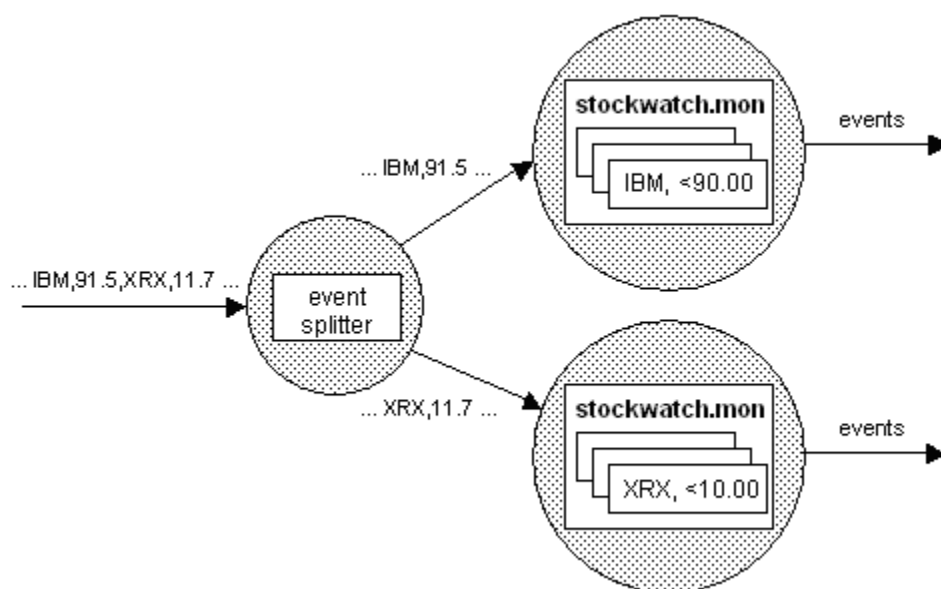 stockwatch.mon
events
... IBM,91.5 ...
IBM, <90.00
... IBM,91.5,XRX,11.7 ...
event
splitter
... XRX,11.7 ...
stockwatch.mon
events
XRX, <10.00